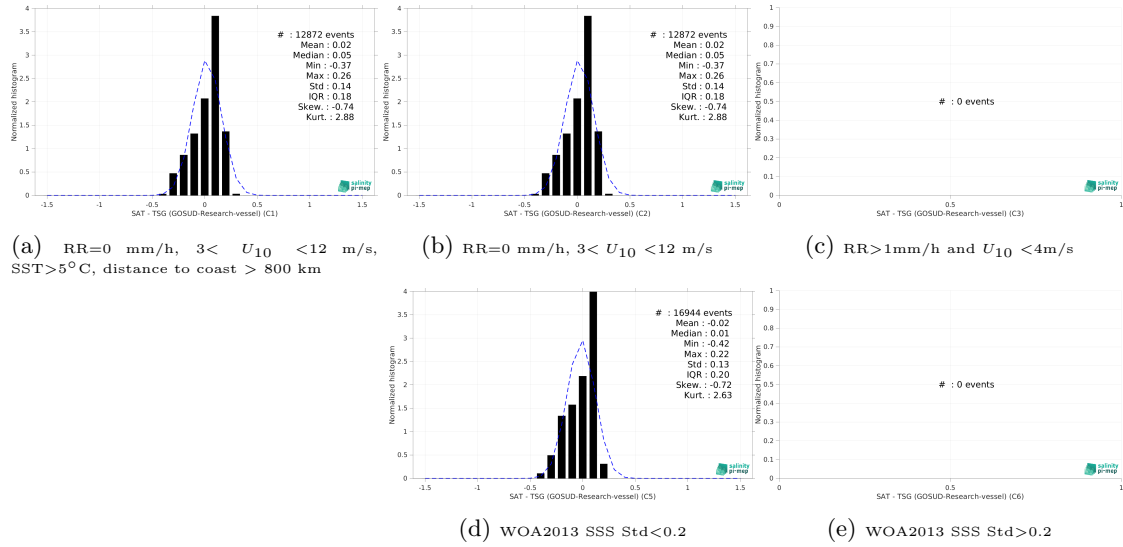 4
3.5
3
2.5
2
1.5
1
0.5
0
Normalized histogram
# : 12872 events
Mean : 0.02
Median : 0.05
Min : -0.37
Max : 0.26
Std : 0.14
IQR : 0.18
Skew. : -0.74
Kurt. : 2.88
salinity
pi-mep
-1.5 -1 -0.5 0 0.5 1 1.5
SAT - TSG (GOSUD-Research-vessel) (C1)
(a) RR=0 mm/h, 3< U10 <12 m/s,
SST>5°C, distance to coast > 800 km
4
3.5
3
2.5
2
1.5
1
0.5
0
Normalized histogram
# : 12872 events
Mean : 0.02
Median : 0.05
Min : -0.37
Max : 0.26
Std : 0.14
IQR : 0.18
Skew. : -0.74
Kurt. : 2.88
salinity
pi-mep
-1.5 -1 -0.5 0 0.5 1 1.5
SAT - TSG (GOSUD-Research-vessel) (C2)
(b) RR=0 mm/h, 3< U10 <12 m/s
1
0.9
0.8
0.7
0.6
0.5
0.4
0.3
0.2
0.1
0
Normalized histogram
# : 0 events
salinity
pi-mep
0.5 1
SAT - TSG (GOSUD-Research-vessel) (C3)
(c) RR>1mm/h and U10 <4m/s
4
3.5
3
2.5
2
1.5
1
0.5
0
Normalized histogram
# : 16944 events
Mean : -0.02
Median : 0.01
Min : -0.42
Max : 0.22
Std : 0.13
IQR : 0.20
Skew. : -0.72
Kurt. : 2.63
salinity
pi-mep
-1.5 -1 -0.5 0 0.5 1 1.5
SAT - TSG (GOSUD-Research-vessel) (C5)
(d) WOA2013 SSS Std<0.2
1
0.9
0.8
0.7
0.6
0.5
0.4
0.3
0.2
0.1
0
Normalized histogram
# : 0 events
salinity
pi-mep
0.5 1
SAT - TSG (GOSUD-Research-vessel) (C6)
(e) WOA2013 SSS Std>0.2